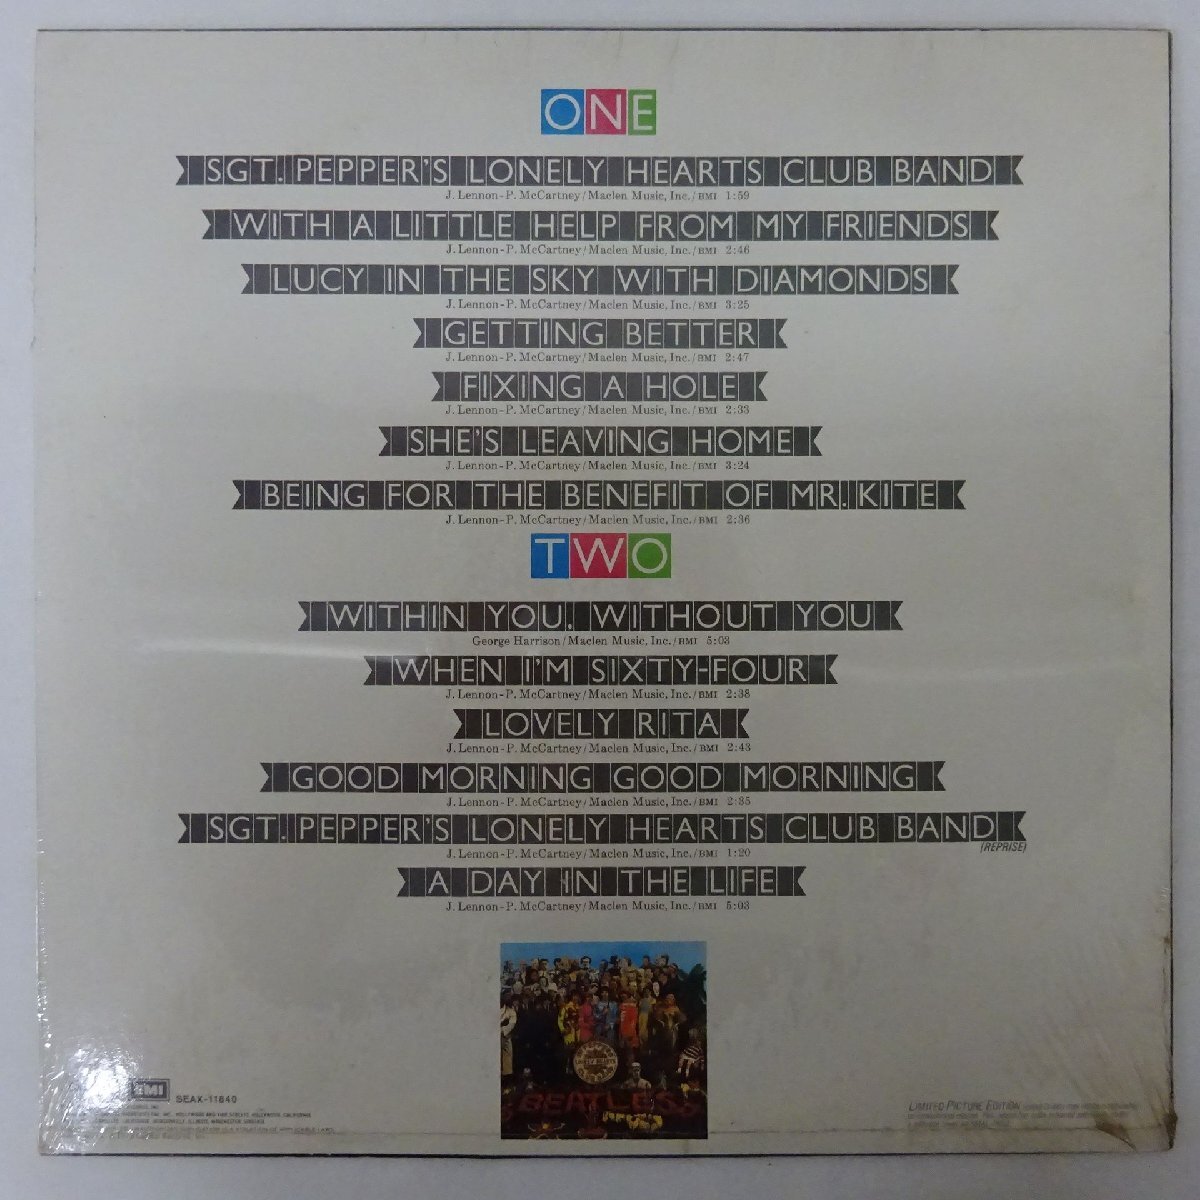 ONE
SGT. PEPPER'S LONELY HEARTS CLUB BAND
J. Lennon-P. McCartney/Maclen Music, Inc./BMI 1:59
WITH A LITTLE HELP FROM MY FRIENDS
J. Lennon-P. McCartney/Maclen Music, Inc./BMI 2:46
LUCY IN THE SKY WITH DIAMONDS
J. Lennon-P. McCartney/Maclen Music, Inc./BMI 3:25
GETTING BETTER
J. Lennon-P. McCartney/Maclen Music, Inc./BMI 2:47
FIXING A HOLE
J. Lennon-P. McCartney/Maclen Music, Inc./BMI 2:33
SHE'S LEAVING HOME
J. Lennon-P. McCartney/Maclen Music, Inc./BMI 3:24
BEING FOR THE BENEFIT OF MR. KITE
J. Lennon-P. McCartney/Maclen Music, Inc./BMI 2:36
TWO
WITHIN YOU, WITHOUT YOU
George Harrison/Maclen Music, Inc./BMI 5:03
WHEN I'M SIXTY-FOUR
J. Lennon-P. McCartney/Maclen Music, Inc./BMI 2:38
LOVELY RITA
J. Lennon-P. McCartney/Maclen Music, Inc./BMI 2:43
GOOD MORNING GOOD MORNING
J. Lennon-P. McCartney/Maclen Music, Inc./BMI 2:35
SGT. PEPPER'S LONELY HEARTS CLUB BAND
(REPRISE)
J. Lennon-P. McCartney/Maclen Music, Inc./BMI 1:20
A DAY IN THE LIFE
J. Lennon-P. McCartney/Maclen Music, Inc./BMI 5:03
LONELY HEARTS
BEATLES
EMI SEAX-11840
LIMITED PICTURE EDITION